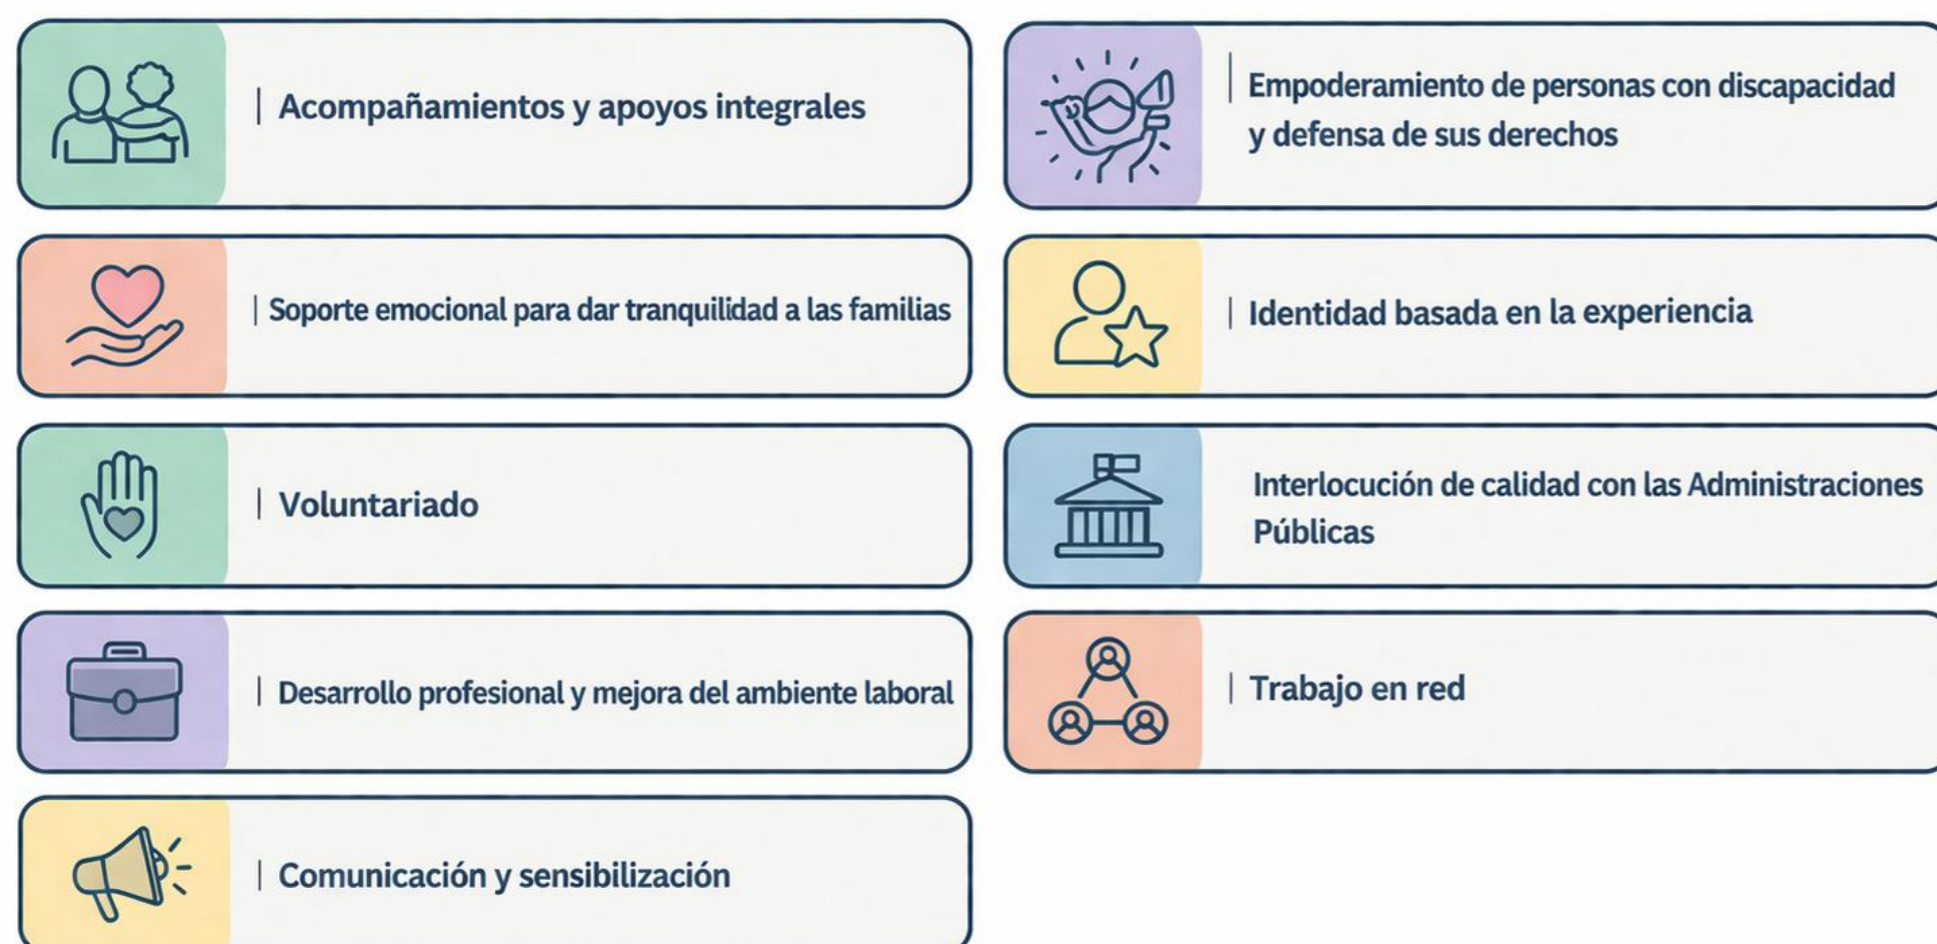 Acompañamientos y apoyos integrales
Soporte emocional para dar tranquilidad a las familias
Voluntariado
Desarrollo profesional y mejora del ambiente laboral
Comunicación y sensibilización
Empoderamiento de personas con discapacidad
y defensa de sus derechos
Identidad basada en la experiencia
Interlocución de calidad con las Administraciones
Públicas
Trabajo en red